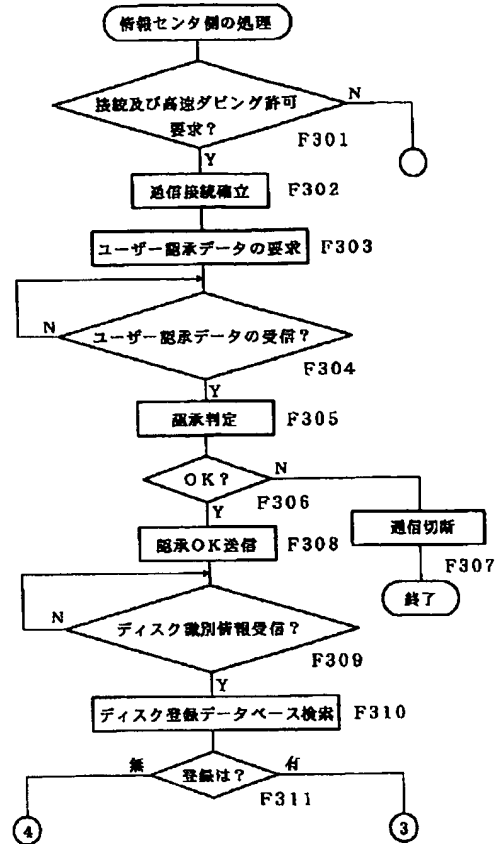 情報センタ側の処理
接続及び高速ダビング許可
要求?
N
F301
Y
通信接続確立
F302
ユーザー認承データの要求
F303
ユーザー認承データの受信?
N
F304
Y
認承判定
F305
OK?
N
F306
Y
認承OK送信
F308
通信切断
F307
終了
ディスク識別情報受信?
N
F309
Y
ディスク登録データベース検索
F310
無
登録は?
有
F311
4
3